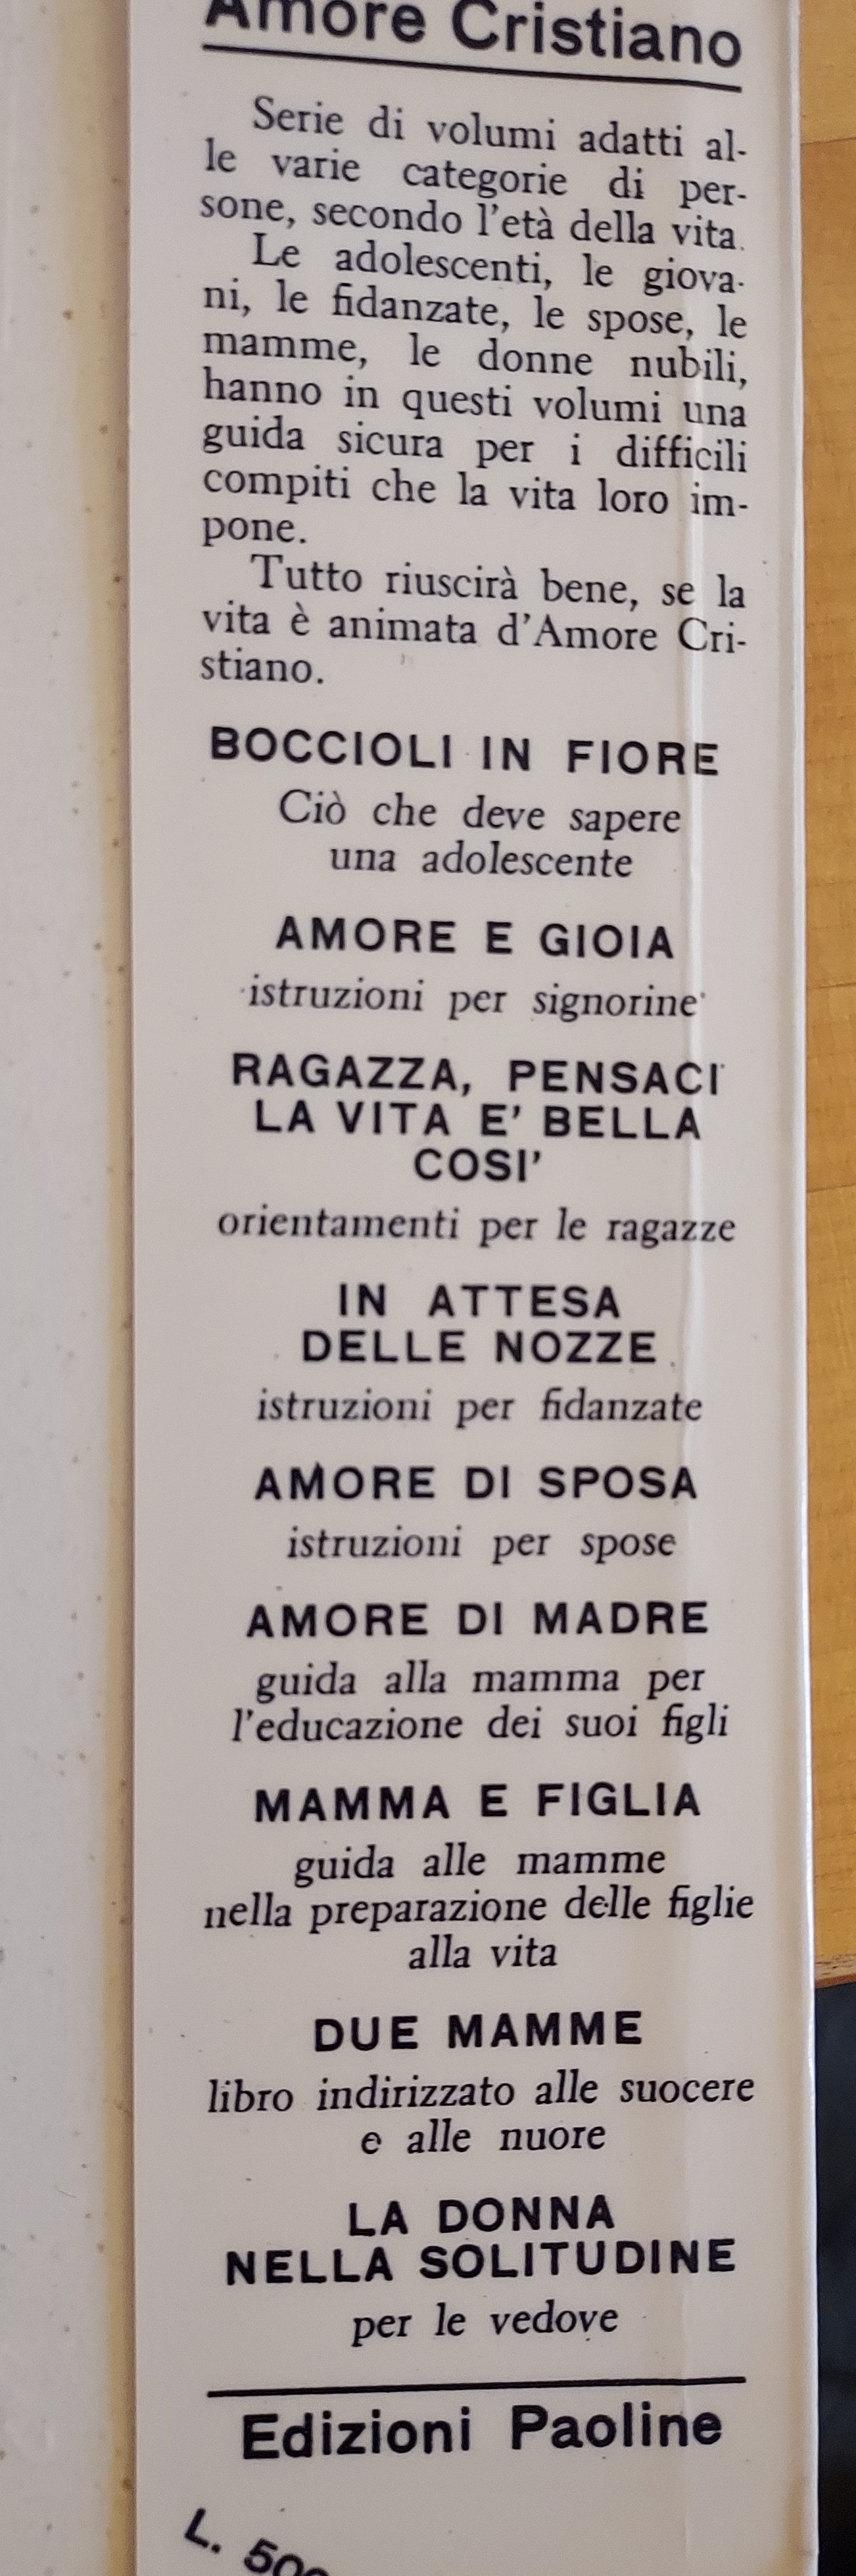 Amore Cristiano
Serie di volumi adatti al-
le varie categorie di per-
sone, secondo l'età della vita.
Le adolescenti, le giova-
ni, le fidanzate, le spose, le
mamme, le donne nubili,
hanno in questi volumi una
guida sicura per i difficili
compiti che la vita loro im-
pone.
Tutto riuscirà bene, se la
vita è animata d'Amore Cri-
stiano.
BOCCIOLI IN FIORE
Ciò che deve sapere
una adolescente
AMORE E GIOIA
istruzioni per signorine
RAGAZZA, PENSACI
LA VITA E' BELLA
COSI'
orientamenti per le ragazze
IN ATTESA
DELLE NOZZE
istruzioni per fidanzate
AMORE DI SPOSA
istruzioni per spose
AMORE DI MADRE
guida alla mamma per
l'educazione dei suoi figli
MAMMA E FIGLIA
guida alle mamme
nella preparazione delle figlie
alla vita
DUE MAMME
libro indirizzato alle suocere
e alle nuore
LA DONNA
NELLA SOLITUDINE
per le vedove
Edizioni Paoline
L. 500